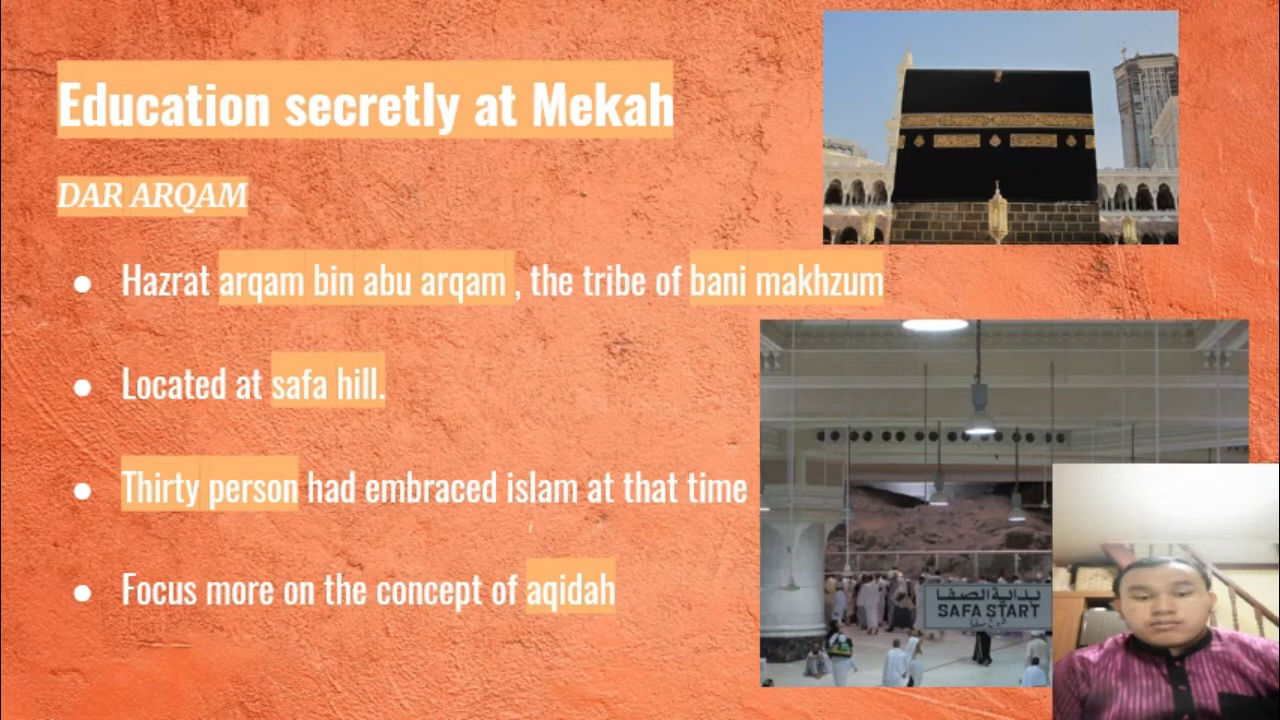 Education secretly at Mekah
DAR ARQAM
● Hazrat arqam bin abu arqam , the tribe of bani makhzum
● Located at safa hill.
● Thirty person had embraced islam at that time
● Focus more on the concept of aqidah
بداية الصفا
SAFA START